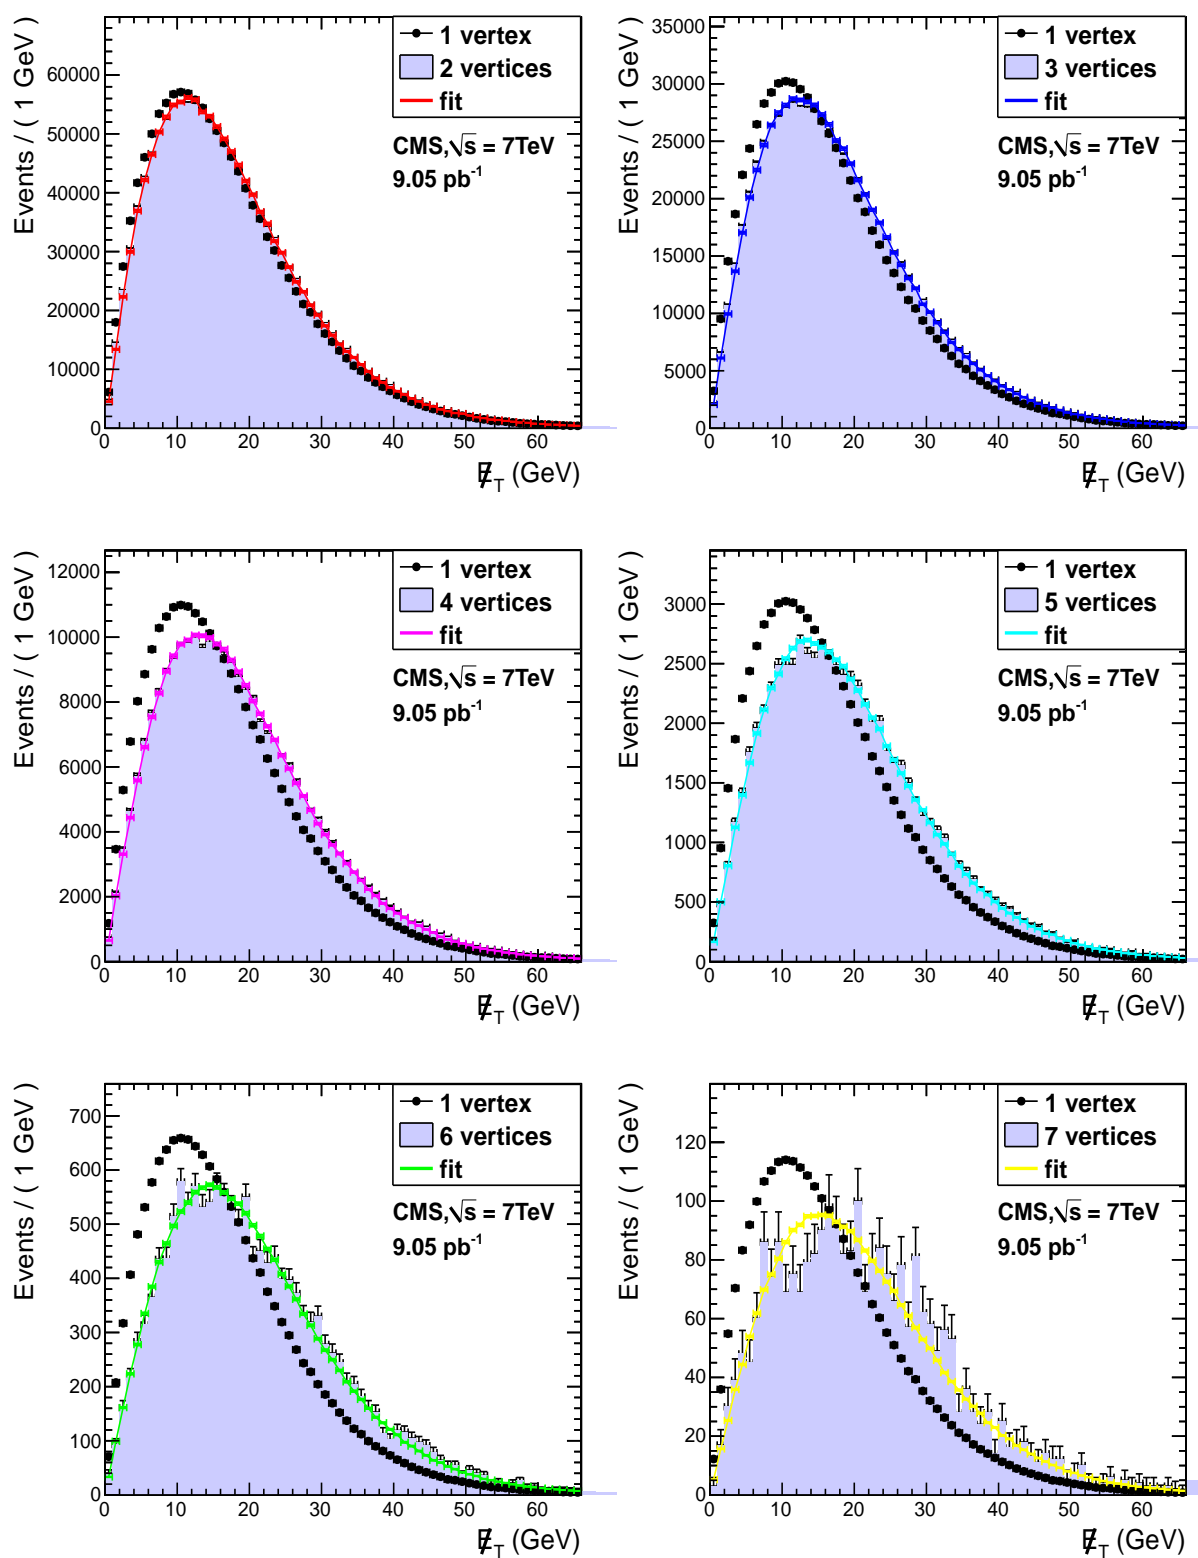 Events / ( 1 GeV )
60000
50000
40000
30000
20000
10000
0
0 10 20 30 40 50 60
1 vertex
2 vertices
fit
CMS,√s = 7TeV
9.05 pb⁻¹
E̸_T (GeV)
Events / ( 1 GeV )
35000
30000
25000
20000
15000
10000
5000
0
0 10 20 30 40 50 60
1 vertex
3 vertices
fit
CMS,√s = 7TeV
9.05 pb⁻¹
E̸_T (GeV)
Events / ( 1 GeV )
12000
10000
8000
6000
4000
2000
0
0 10 20 30 40 50 60
1 vertex
4 vertices
fit
CMS,√s = 7TeV
9.05 pb⁻¹
E̸_T (GeV)
Events / ( 1 GeV )
3000
2500
2000
1500
1000
500
0
0 10 20 30 40 50 60
1 vertex
5 vertices
fit
CMS,√s = 7TeV
9.05 pb⁻¹
E̸_T (GeV)
Events / ( 1 GeV )
700
600
500
400
300
200
100
0
0 10 20 30 40 50 60
1 vertex
6 vertices
fit
CMS,√s = 7TeV
9.05 pb⁻¹
E̸_T (GeV)
Events / ( 1 GeV )
120
100
80
60
40
20
0
0 10 20 30 40 50 60
1 vertex
7 vertices
fit
CMS,√s = 7TeV
9.05 pb⁻¹
E̸_T (GeV)